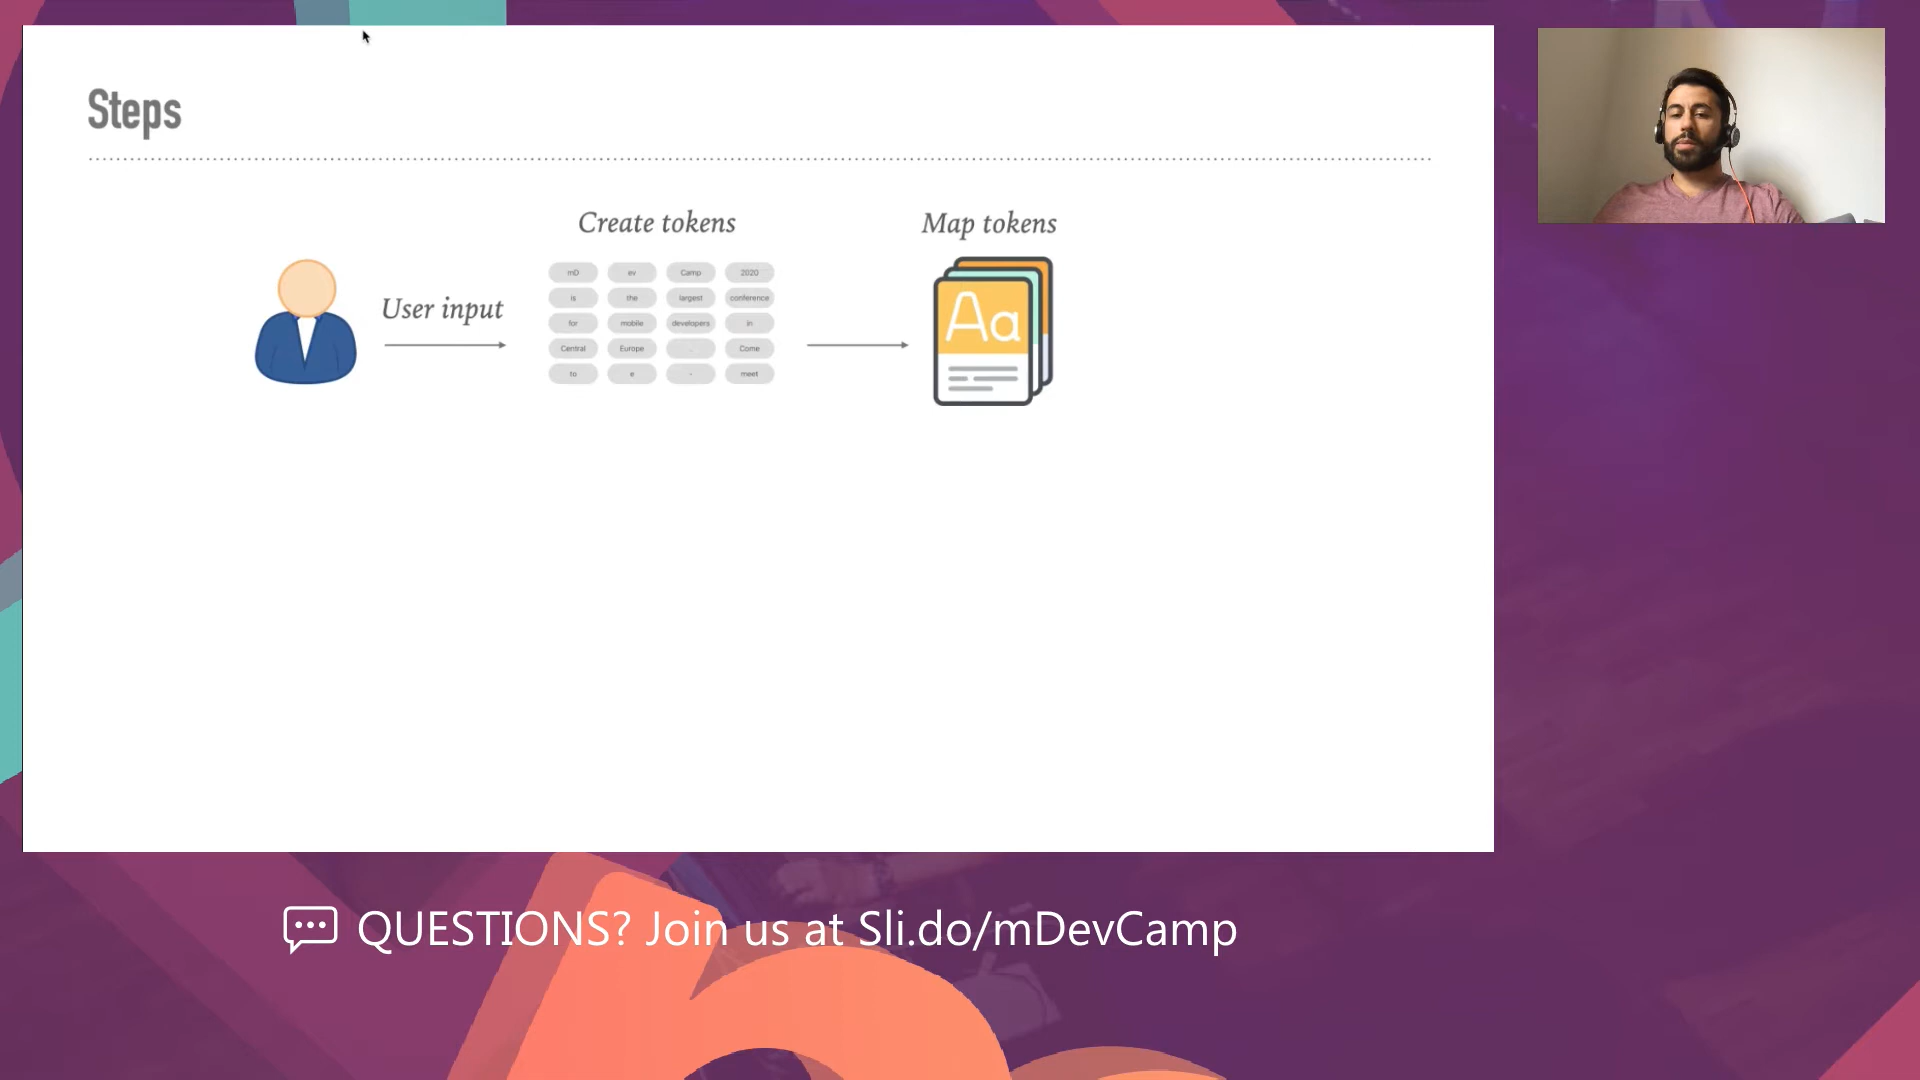 Steps
Create tokens
Map tokens
User input
mD ev Camp 2020
is the largest conference
for mobile developers in
Central Europe . Come
to e - meet
Aa
QUESTIONS? Join us at Sli.do/mDevCamp